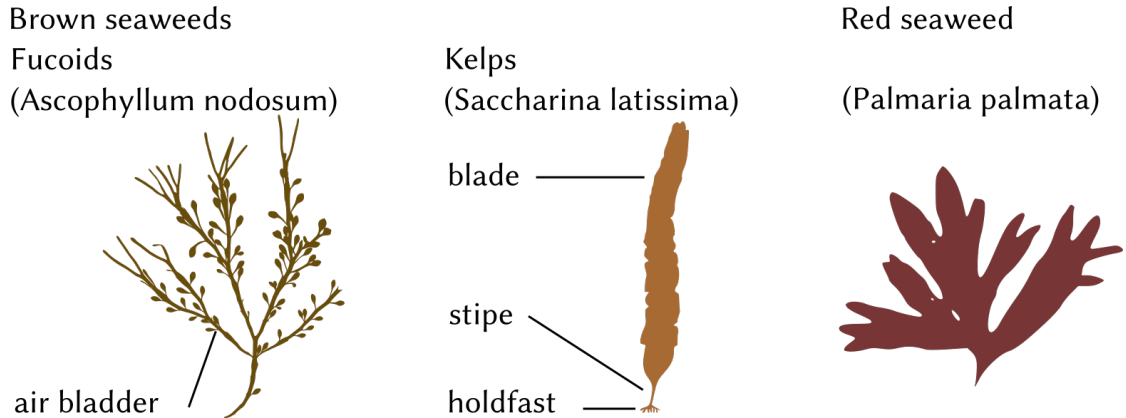 Brown seaweeds
Fucoids
(Ascophyllum nodosum)
air bladder
Kelps
(Saccharina latissima)
blade
stipe
holdfast
Red seaweed
(Palmaria palmata)